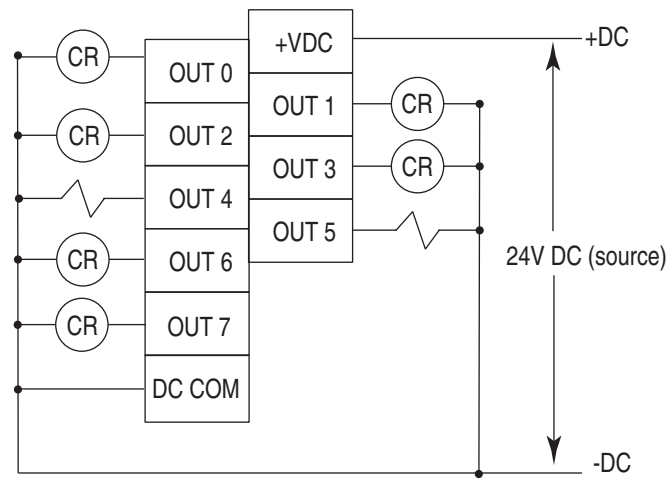 +VDC
+DC
CR
OUT 0
OUT 1
CR
CR
OUT 2
OUT 3
CR
OUT 4
OUT 5
24V DC (source)
CR
OUT 6
CR
OUT 7
DC COM
-DC